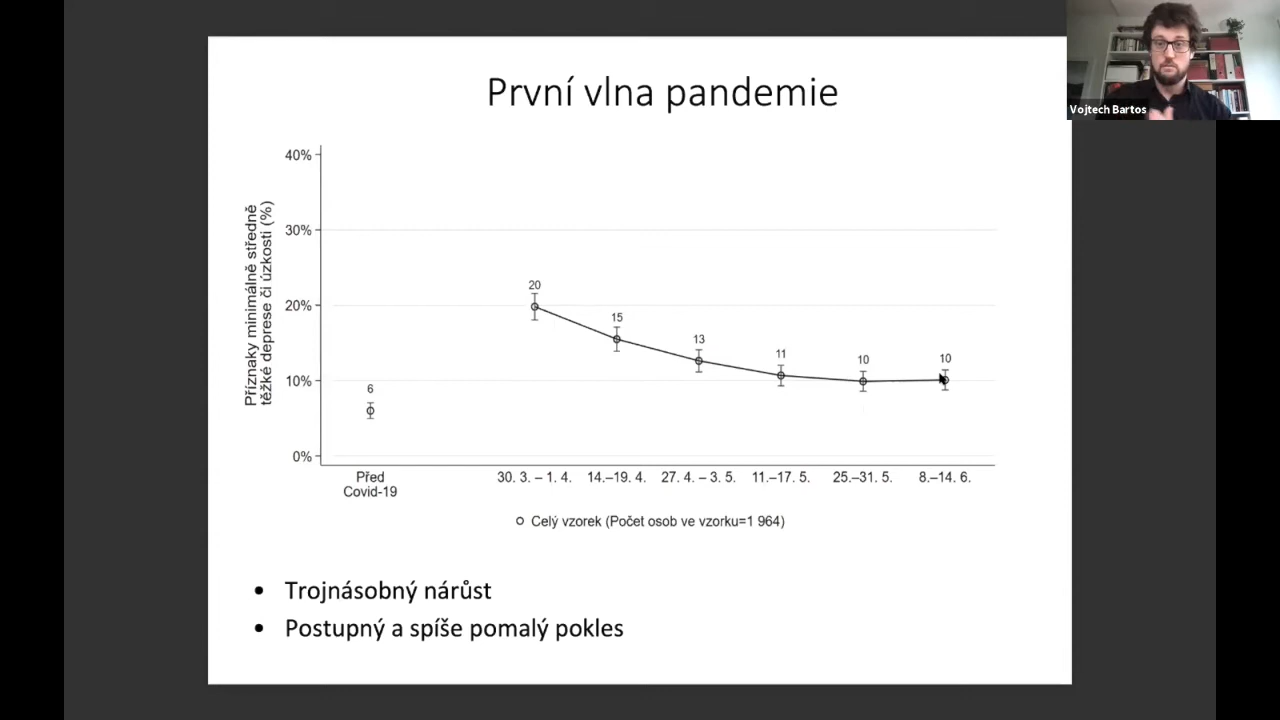 První vlna pandemie
Vojtech Bartos
Příznaky minimálně středně
těžké deprese či úzkosti (%)
40%
30%
20%
10%
0%
6
20
15
13
11
10
10
Před
Covid-19
30. 3. – 1. 4.
14.–19. 4.
27. 4. – 3. 5.
11.–17. 5.
25.–31. 5.
8.–14. 6.
Celý vzorek (Počet osob ve vzorku=1 964)
• Trojnásobný nárůst
• Postupný a spíše pomalý pokles